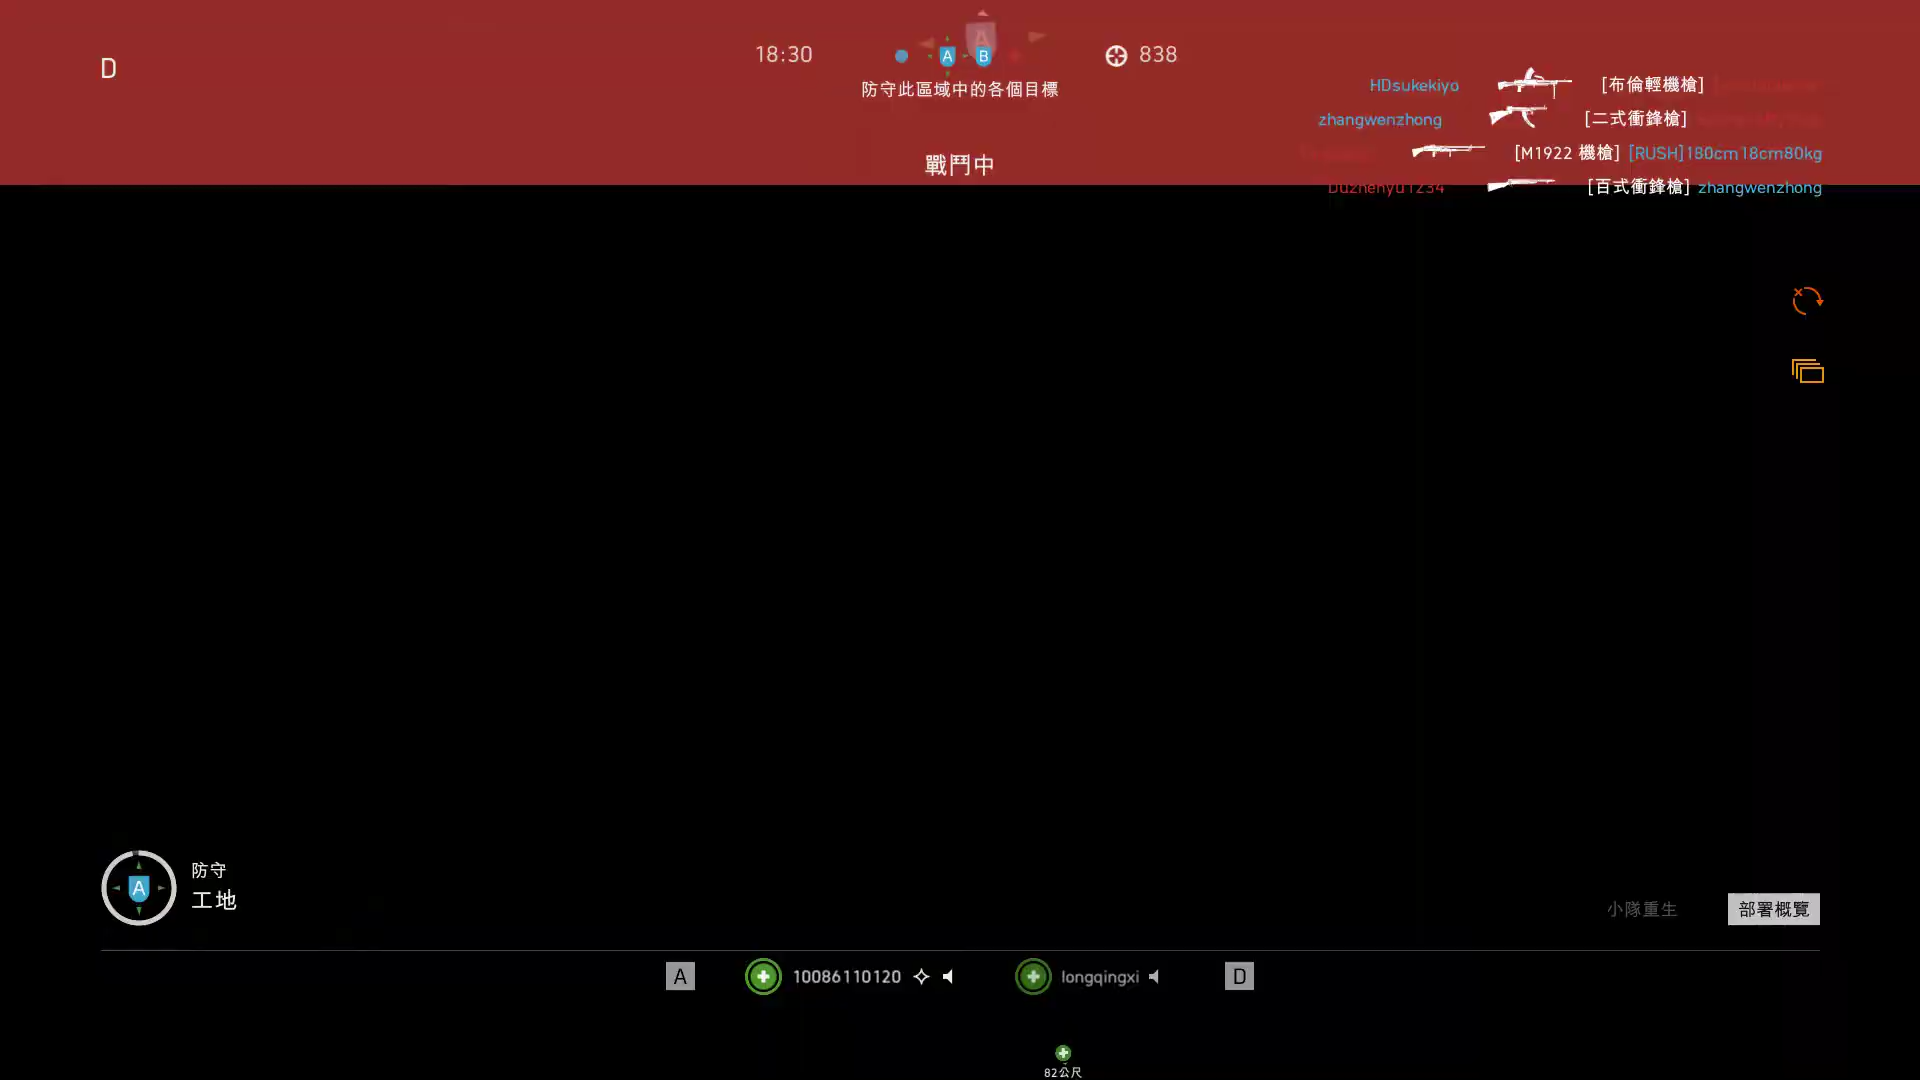 D
18:30
A
A B
838
防守此區域中的各個目標
戰鬥中
HDsukekiyo [布倫輕機槍]
zhangwenzhong [二式衝鋒槍]
[M1922 機槍] [RUSH]180cm18cm80kg
Duzhenyu1234 [百式衝鋒槍] zhangwenzhong
A
防守
工地
小隊重生
部署概覽
A 10086110120 longqingxi D
82公尺